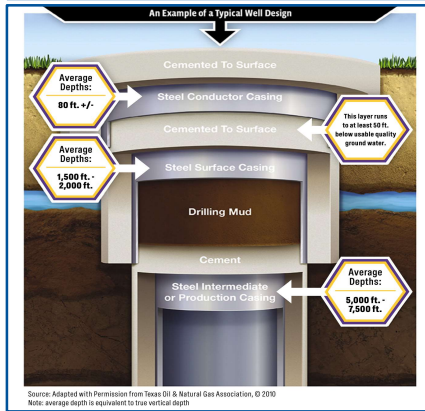 An Example of a Typical Well Design
Cemented To Surface
Average
Depths:
80 ft. +/-
Steel Conductor Casing
Cemented To Surface
This layer runs
to at least 50 ft.
below usable quality
ground water.
Average
Depths:
1,500 ft. -
2,000 ft.
Steel Surface Casing
Drilling Mud
Cement
Steel Intermediate
or Production Casing
Average
Depths:
5,000 ft. -
7,500 ft.
Source: Adapted with Permission from Texas Oil & Natural Gas Association, © 2010
Note: average depth is equivalent to true vertical depth